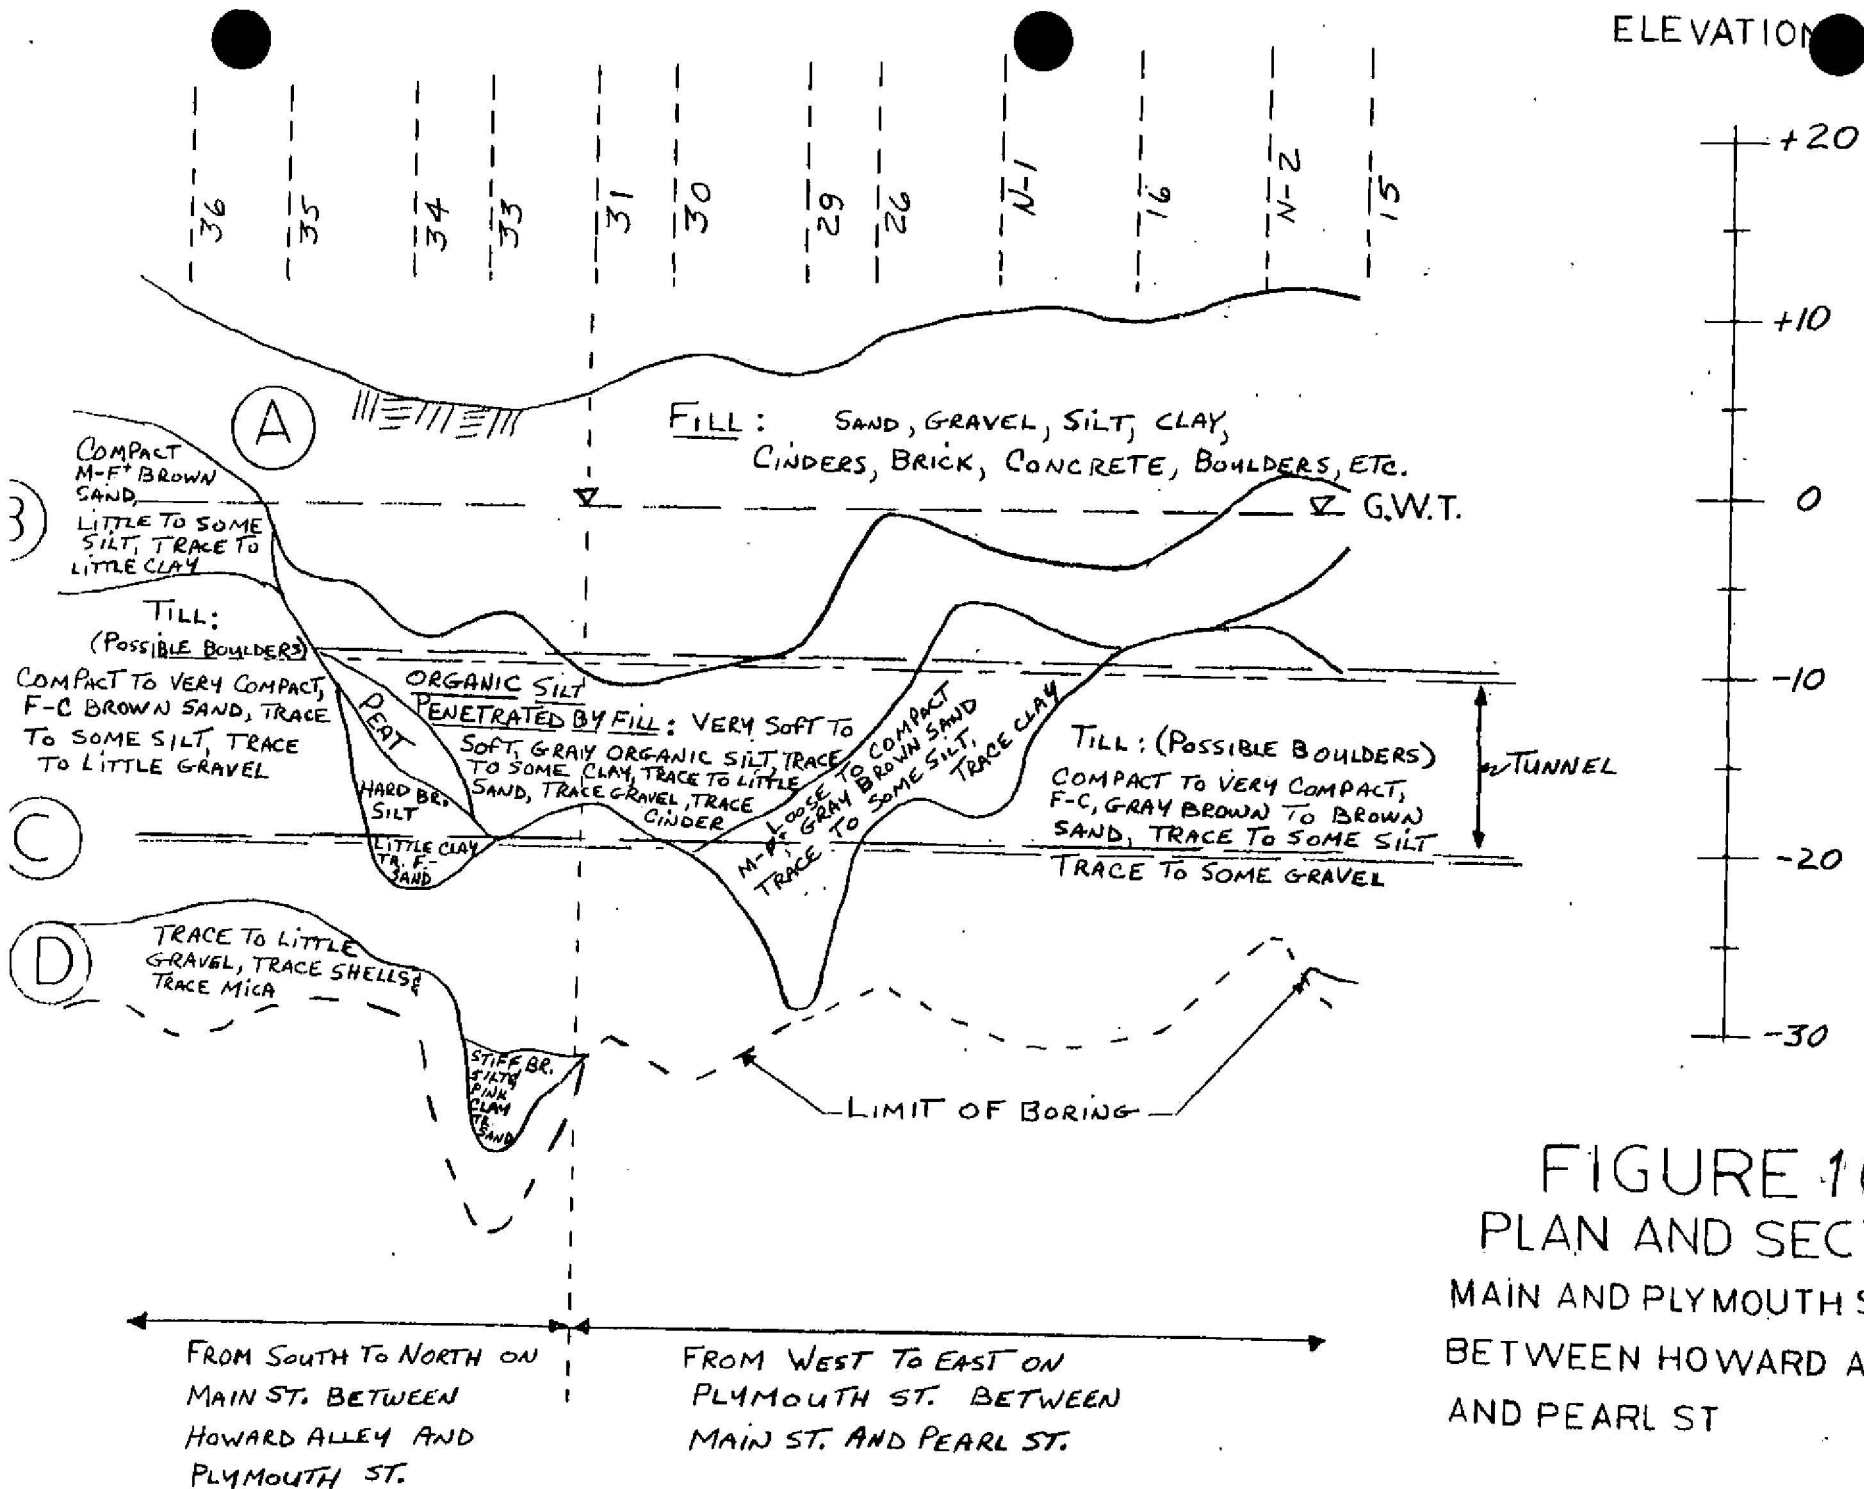 ELEVATION
36
35
34
33
31
30
29
26
N-1
16
N-2
15
+20
+10
0
-10
-20
-30
A
FILL: SAND, GRAVEL, SILT, CLAY,
CINDERS, BRICK, CONCRETE, BOULDERS, ETC.
G.W.T.
B
COMPACT
M-F+ BROWN
SAND,
LITTLE TO SOME
SILT, TRACE TO
LITTLE CLAY
TILL:
(POSSIBLE BOULDERS)
COMPACT TO VERY COMPACT,
F-C BROWN SAND, TRACE
TO SOME SILT, TRACE
TO LITTLE GRAVEL
PEAT
HARD BR.
SILT
LITTLE CLAY
TR. F.-
SAND
ORGANIC SILT
PENETRATED BY FILL: VERY SOFT TO
SOFT, GRAY ORGANIC SILT, TRACE
TO SOME CLAY, TRACE TO LITTLE
SAND, TRACE GRAVEL, TRACE
CINDER
LOOSE TO COMPACT
GRAY BROWN SAND
TRACE TO SOME SILT,
TRACE CLAY
TILL: (POSSIBLE BOULDERS)
COMPACT TO VERY COMPACT,
F-C, GRAY BROWN TO BROWN
SAND, TRACE TO SOME SILT
TRACE TO SOME GRAVEL
TUNNEL
C
D
TRACE TO LITTLE
GRAVEL, TRACE SHELLS &
TRACE MICA
STIFF BR.
SILTY
PINK
CLAY
TR.
SAND
LIMIT OF BORING
FROM SOUTH TO NORTH ON
MAIN ST. BETWEEN
HOWARD ALLEY AND
PLYMOUTH ST.
FROM WEST TO EAST ON
PLYMOUTH ST. BETWEEN
MAIN ST. AND PEARL ST.
FIGURE
PLAN AND SEC
MAIN AND PLYMOUTH S
BETWEEN HOWARD A
AND PEARL ST